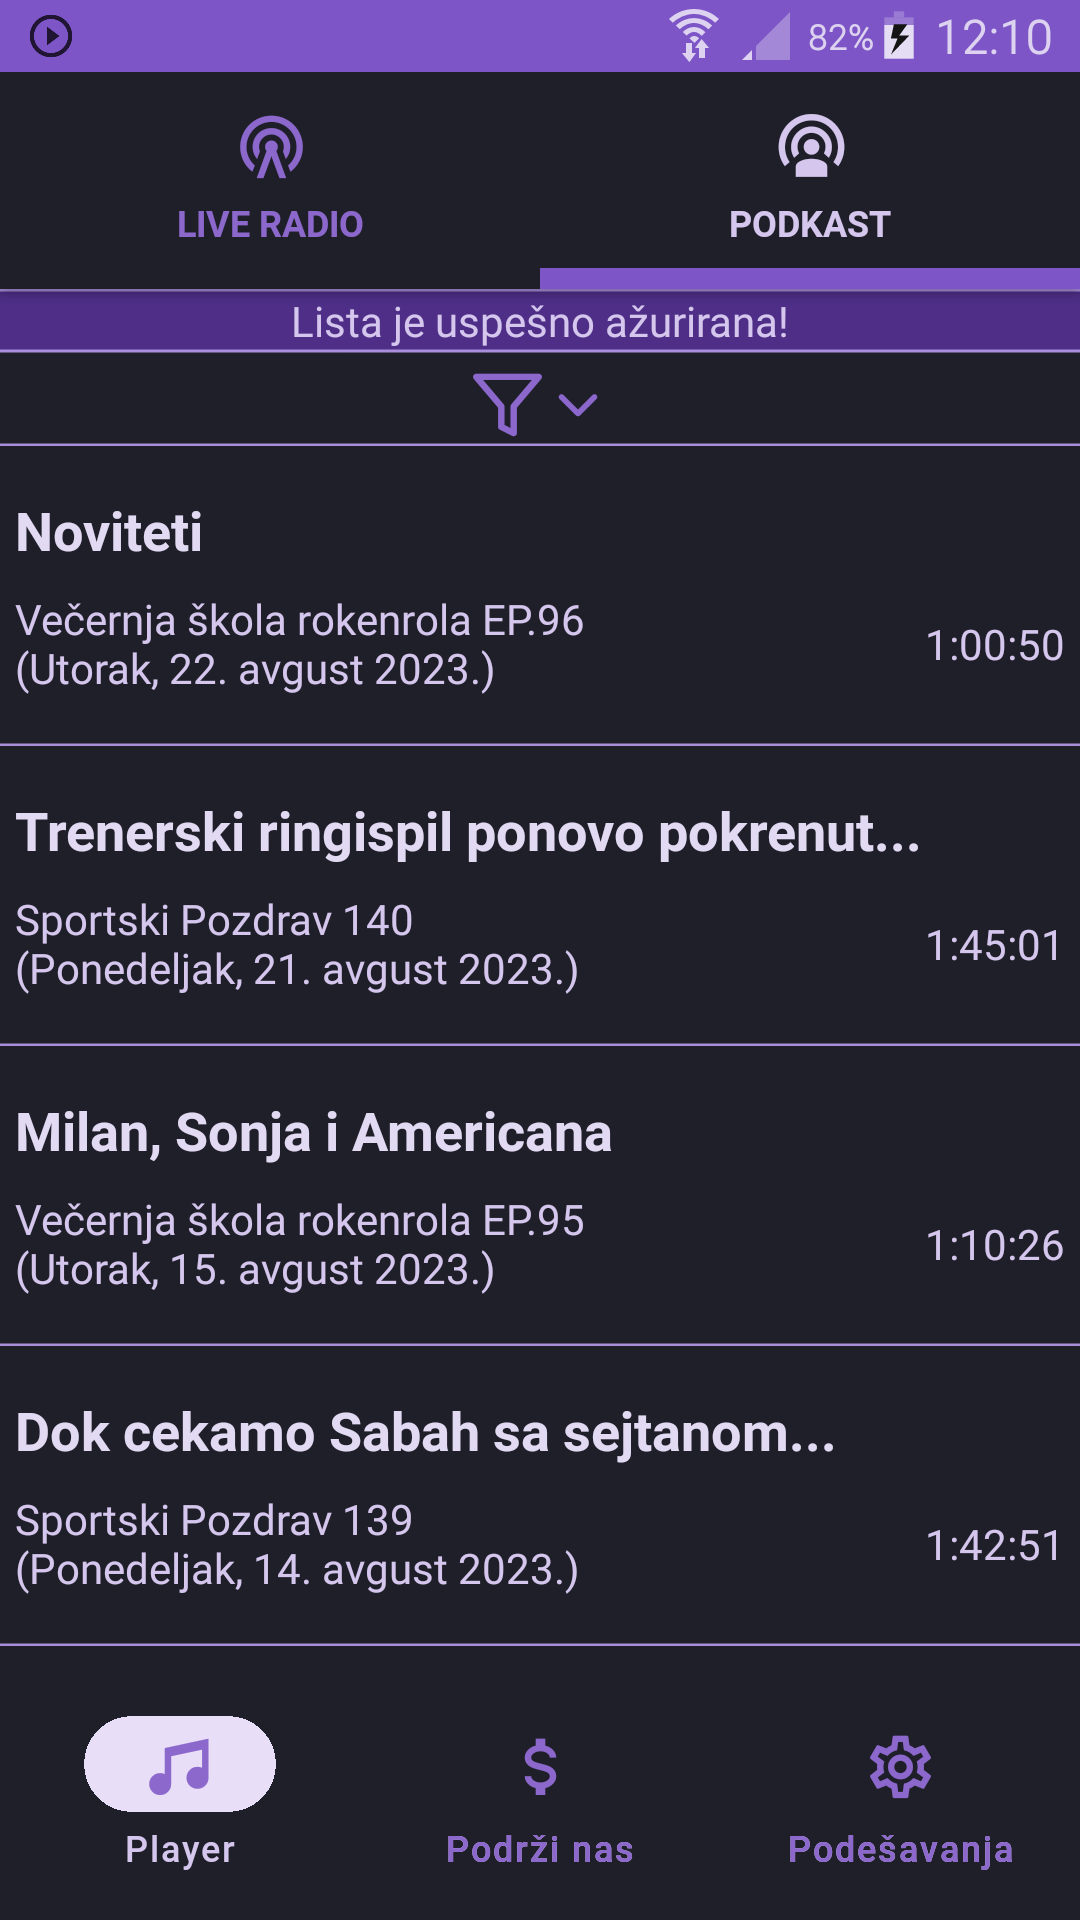 82% 12:10
LIVE RADIO PODKAST
Lista je uspešno ažurirana!
Noviteti
Večernja škola rokenrola EP.96
(Utorak, 22. avgust 2023.)
1:00:50
Trenerski ringispil ponovo pokrenut...
Sportski Pozdrav 140
(Ponedeljak, 21. avgust 2023.)
1:45:01
Milan, Sonja i Americana
Večernja škola rokenrola EP.95
(Utorak, 15. avgust 2023.)
1:10:26
Dok cekamo Sabah sa sejtanom...
Sportski Pozdrav 139
(Ponedeljak, 14. avgust 2023.)
1:42:51
Player Podrži nas Podešavanja